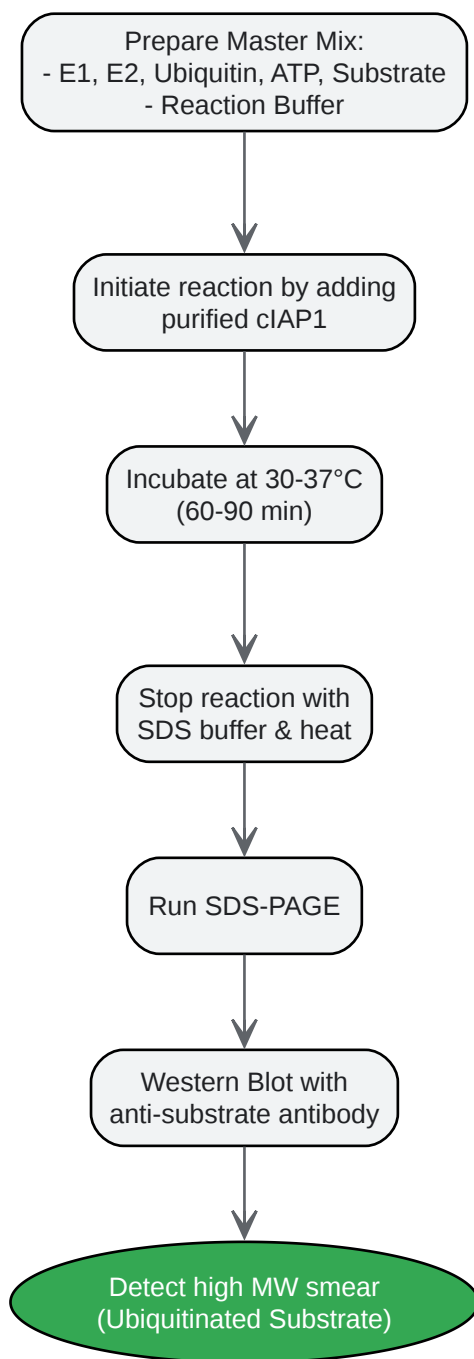 Prepare Master Mix:
- E1, E2, Ubiquitin, ATP, Substrate
- Reaction Buffer
Initiate reaction by adding
purified cIAP1
Incubate at 30-37°C
(60-90 min)
Stop reaction with
SDS buffer & heat
Run SDS-PAGE
Western Blot with
anti-substrate antibody
Detect high MW smear
(Ubiquitinated Substrate)